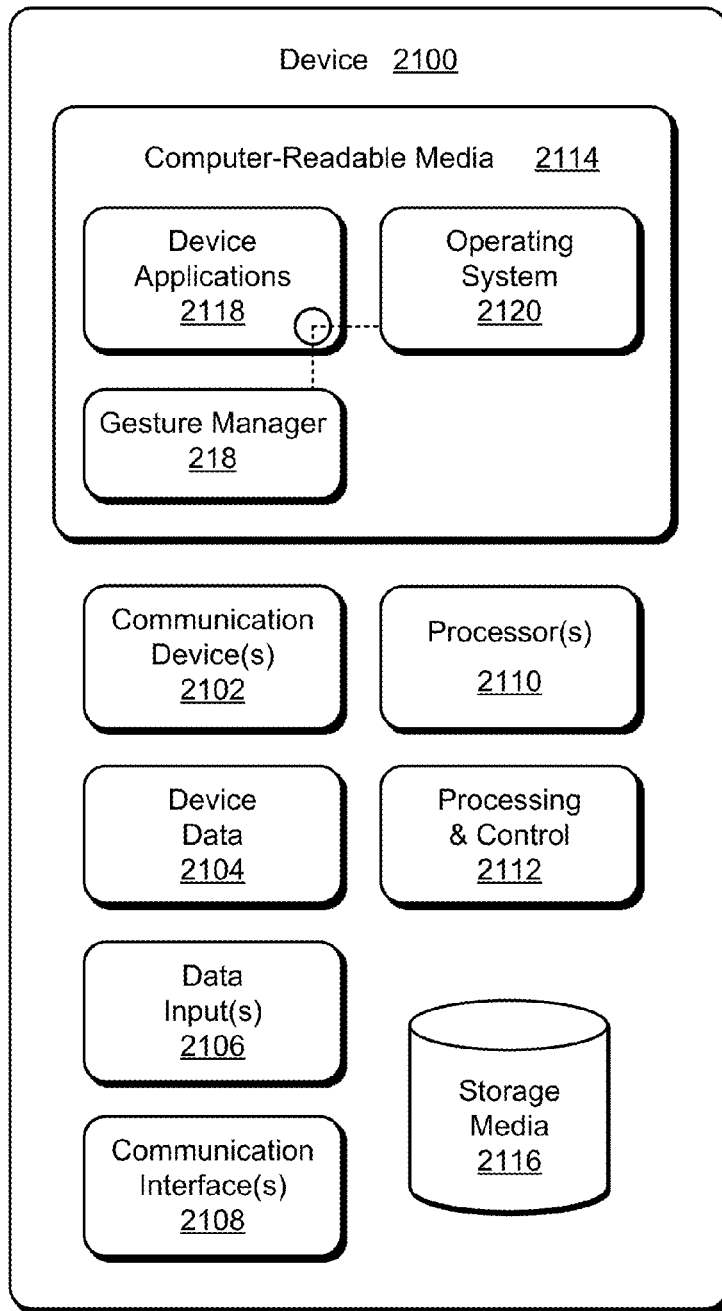 Device 2100
Computer-Readable Media 2114
Device
Applications
2118
Operating
System
2120
Gesture Manager
218
Communication
Device(s)
2102
Processor(s)
2110
Device
Data
2104
Processing
& Control
2112
Data
Input(s)
2106
Storage
Media
2116
Communication
Interface(s)
2108